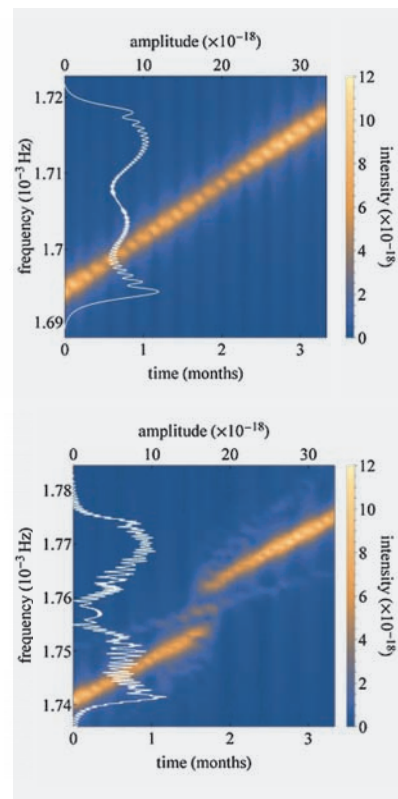 amplitude (×10⁻¹⁸)
0 10 20 30
1.72
1.71
1.7
1.69
frequency (10⁻³ Hz)
0 1 2 3
time (months)
12
10
8
6
4
2
0
intensity (×10⁻¹⁸)
amplitude (×10⁻¹⁸)
0 10 20 30
1.78
1.77
1.76
1.75
1.74
frequency (10⁻³ Hz)
0 1 2 3
time (months)
12
10
8
6
4
2
0
intensity (×10⁻¹⁸)